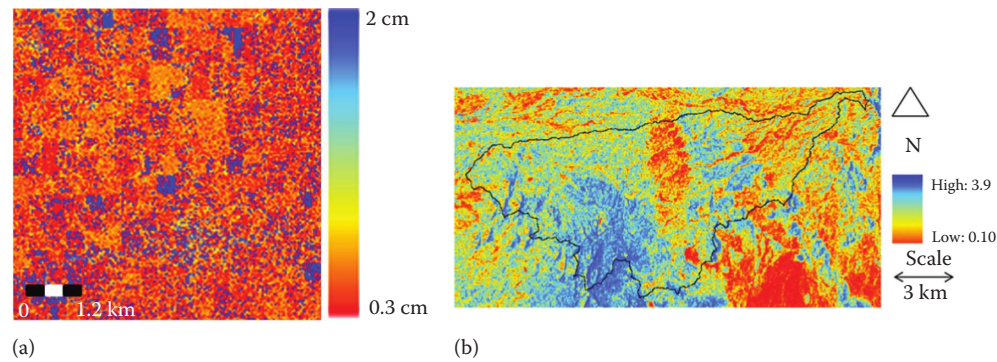 2 cm
0.3 cm
0 1.2 km
(a)
N
High: 3.9
Low: 0.10
Scale
3 km
(b)